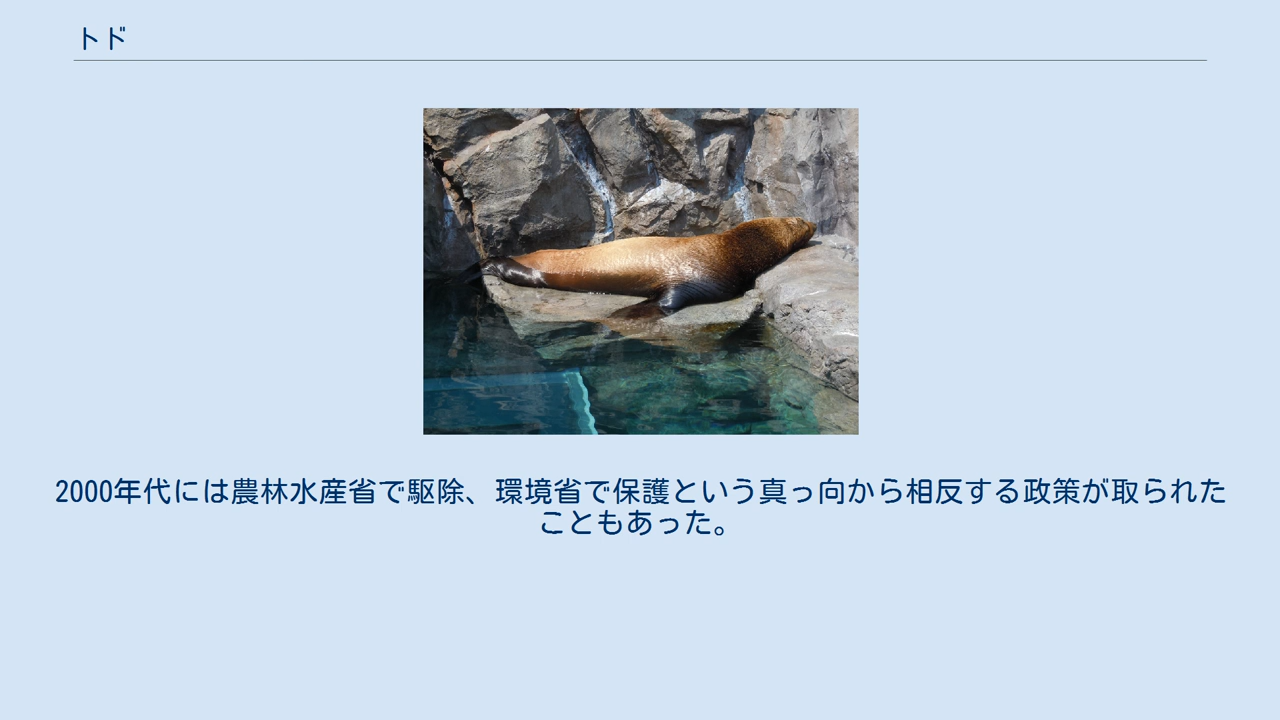 トド
2000年代には農林水産省で駆除、環境省で保護という真っ向から相反する政策が取られた
こともあった。